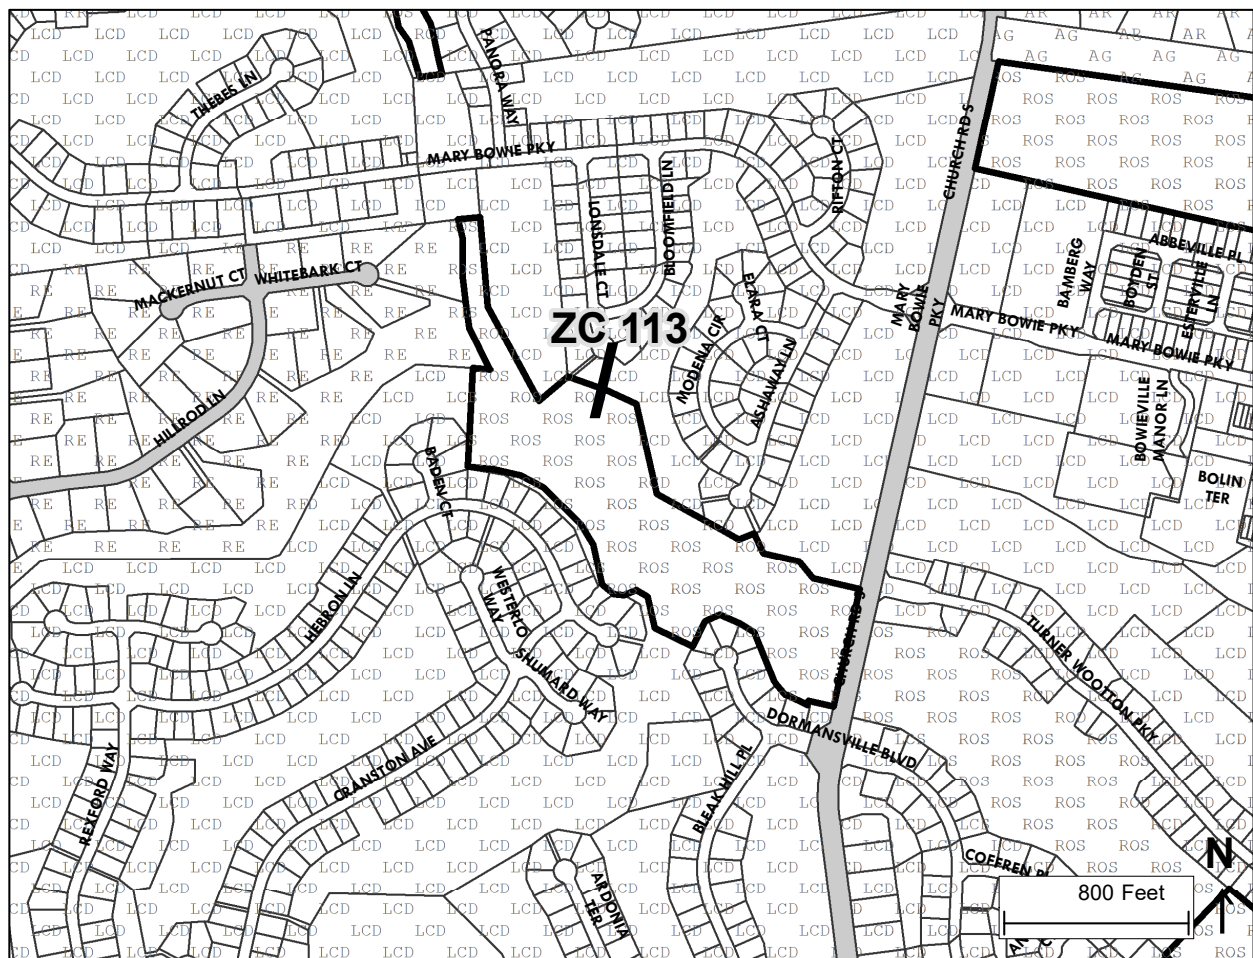 THEBES LN
PANORA WAY
MARY BOWIE PKY
LONSDALE CT
BLOOMFIELD LN
RIFTON CT
CHURCH RD S
ABBEVILLE PL
BAMBERG
WAY
BOYDEN
ST
ESTERVILLE
LN
MACKERNUT CT
WHITEBARK CT
HILLROD LN
ZC 113
ELARA CT
MODENA CIR
ASHAWAY LN
MARY
BOWIE
PKY
MARY BOWIE PKY
MARY BOWIE PKY
BOWIEVILLE
MANOR LN
BOLIN
TER
BADEN CT
HEBRON LN
WESTERLO
WAY
SHUMARD WAY
CHURCH RD S
TURNER WOOTTON PKY
DORMANSVILLE BLVD
BLEAK HILL PL
CRANSTON AVE
REXFORD WAY
ARDONIA
TER
COFFREN PL
800 Feet
N
LCD
RE
ROS
AG
AR